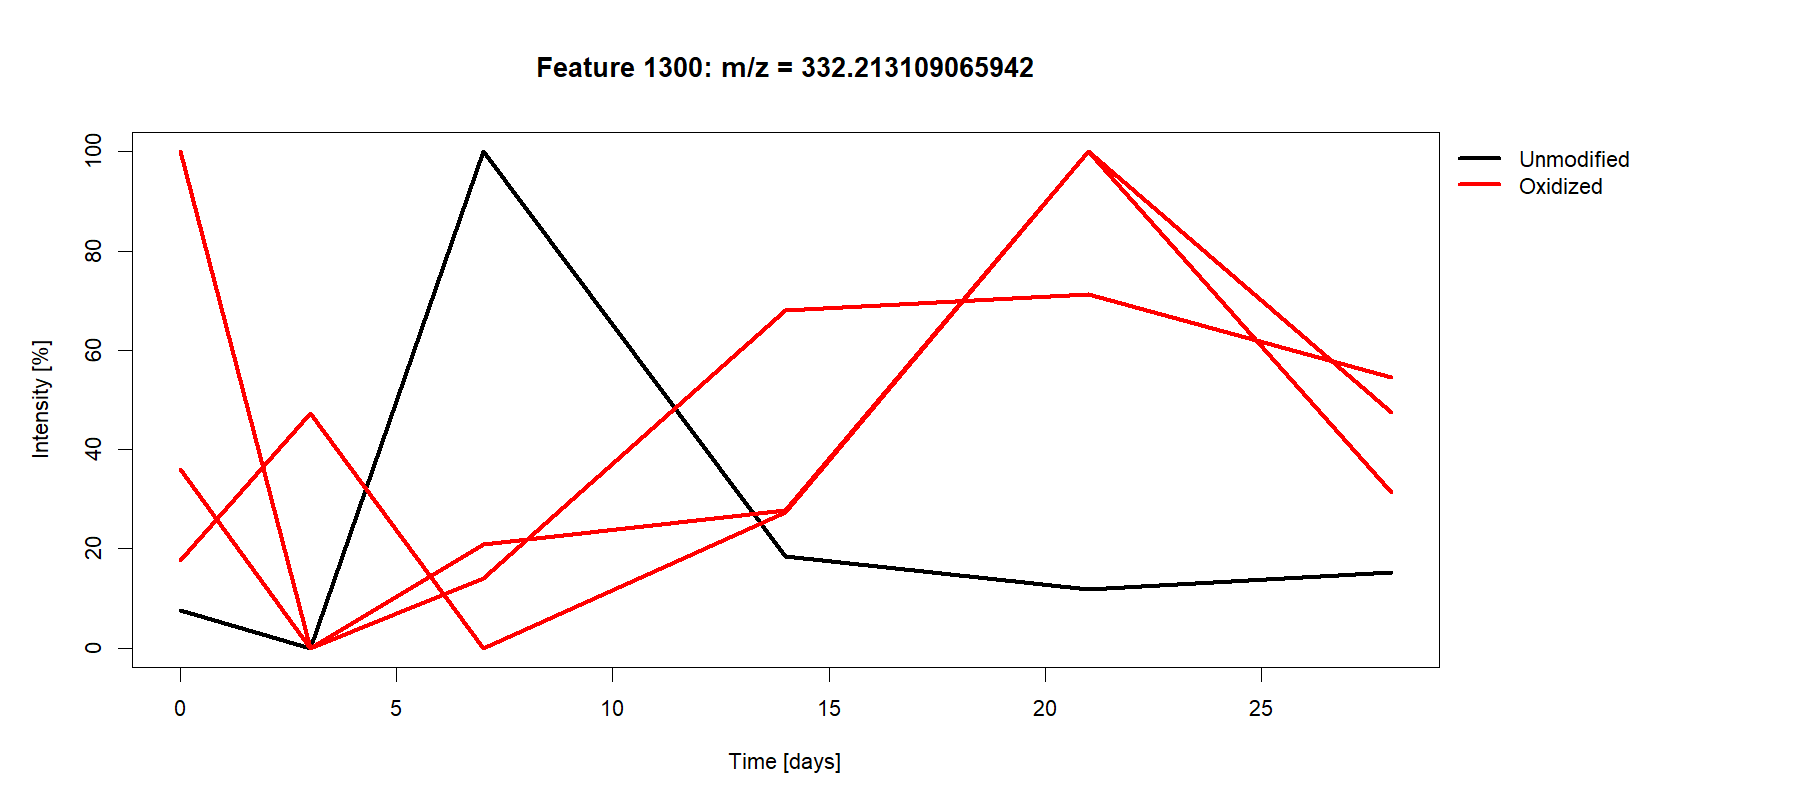 Feature 1300: m/z = 332.213109065942
Unmodified
Oxidized
Intensity [%]
100
80
60
40
20
0
0 5 10 15 20 25
Time [days]